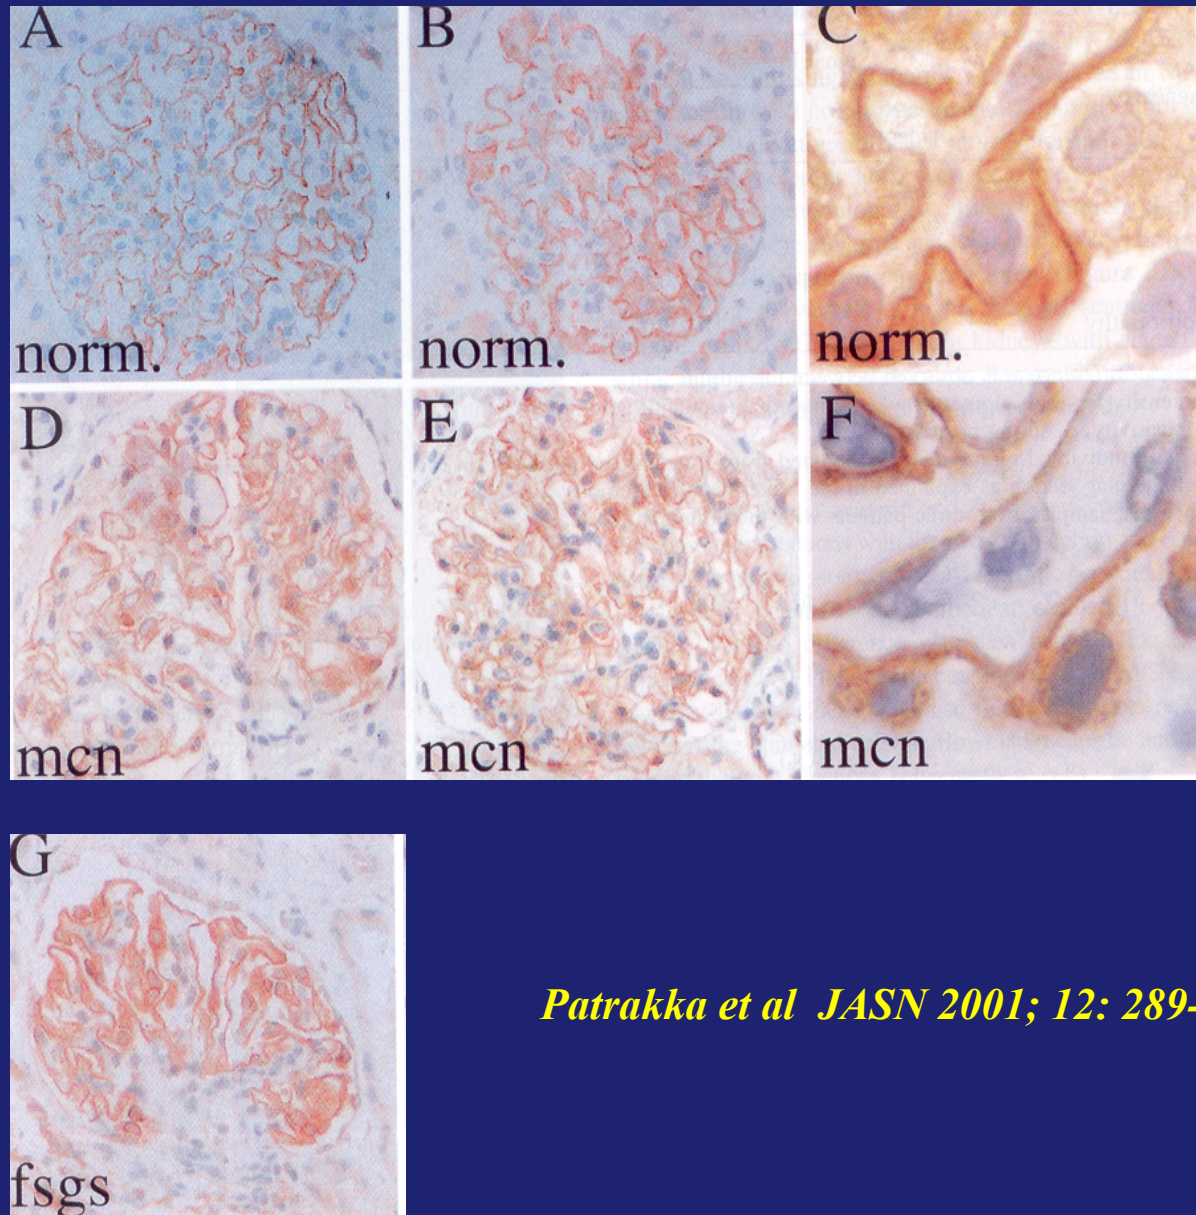 A
B
C
norm.
norm.
norm.
D
E
F
mcn
mcn
mcn
G
fsgs
Patrakka et al JASN 2001; 12: 289-